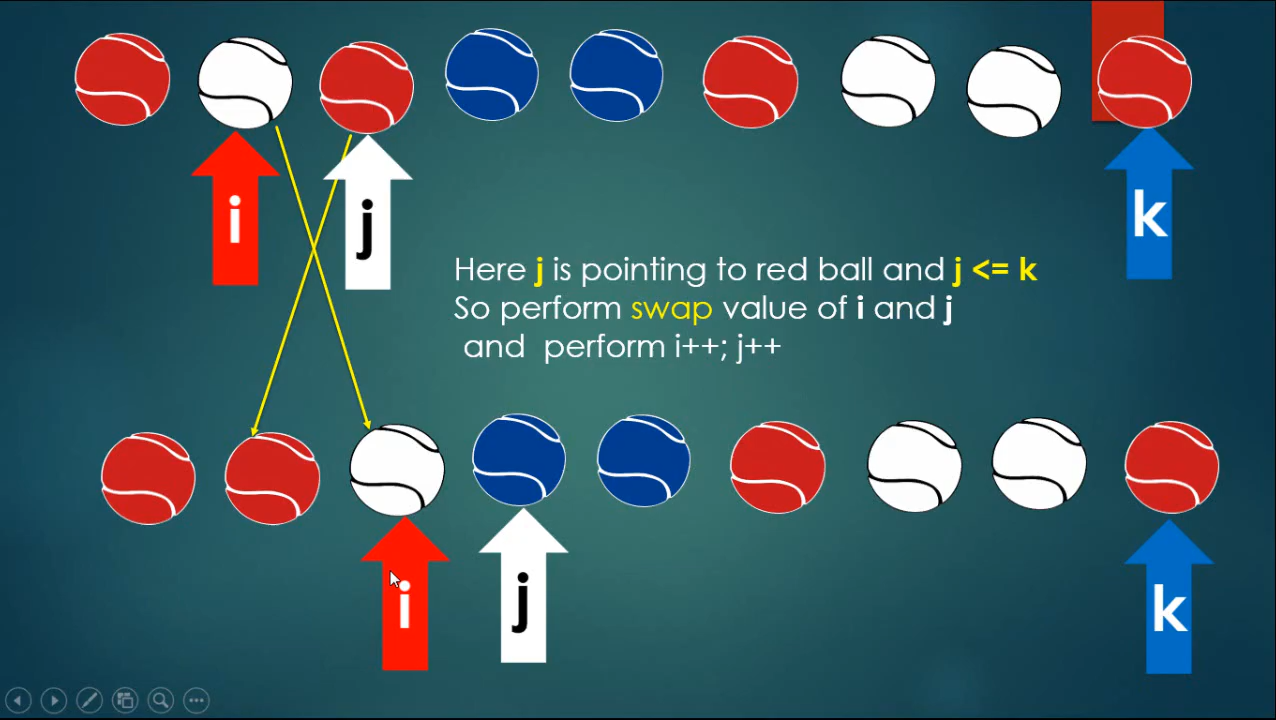 i
j
k
Here j is pointing to red ball and j <= k
So perform swap value of i and j
and perform i++; j++
i
j
k